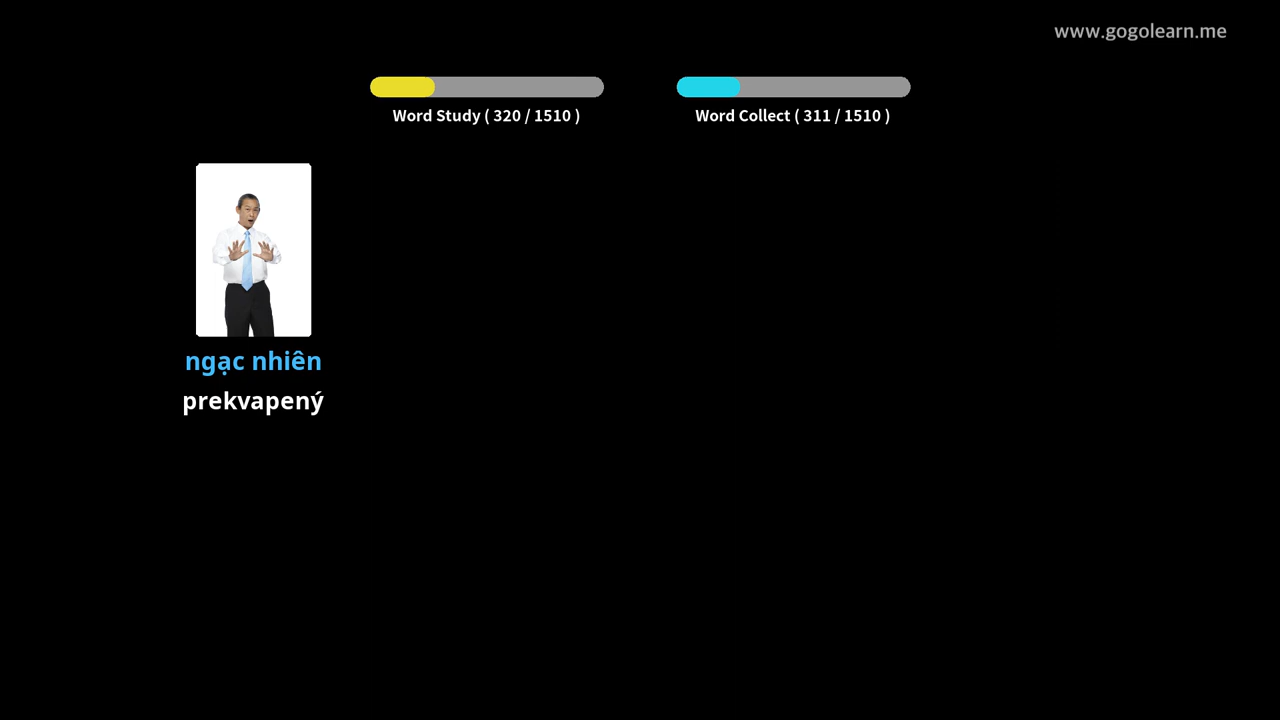 www.gogolearn.me
Word Study ( 320 / 1510 )
Word Collect ( 311 / 1510 )
ngạc nhiên
prekvapený